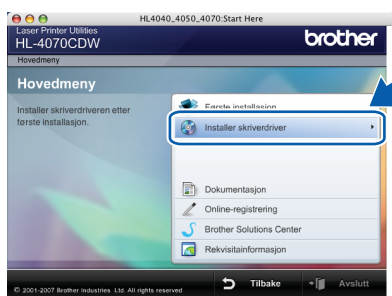 HL4040_4050_4070:Start Here
Laser Printer Utilities
HL-4070CDW
brother
Hovedmeny
Hovedmeny
Installer skriverdriveren etter
første installasjon.
Første installasjon
Installer skriverdriver
Dokumentasjon
Online-registrering
Brother Solutions Center
Rekvisitainformasjon
© 2001-2007 Brother Industries Ltd All rights reserved
Tilbake
Avslutt